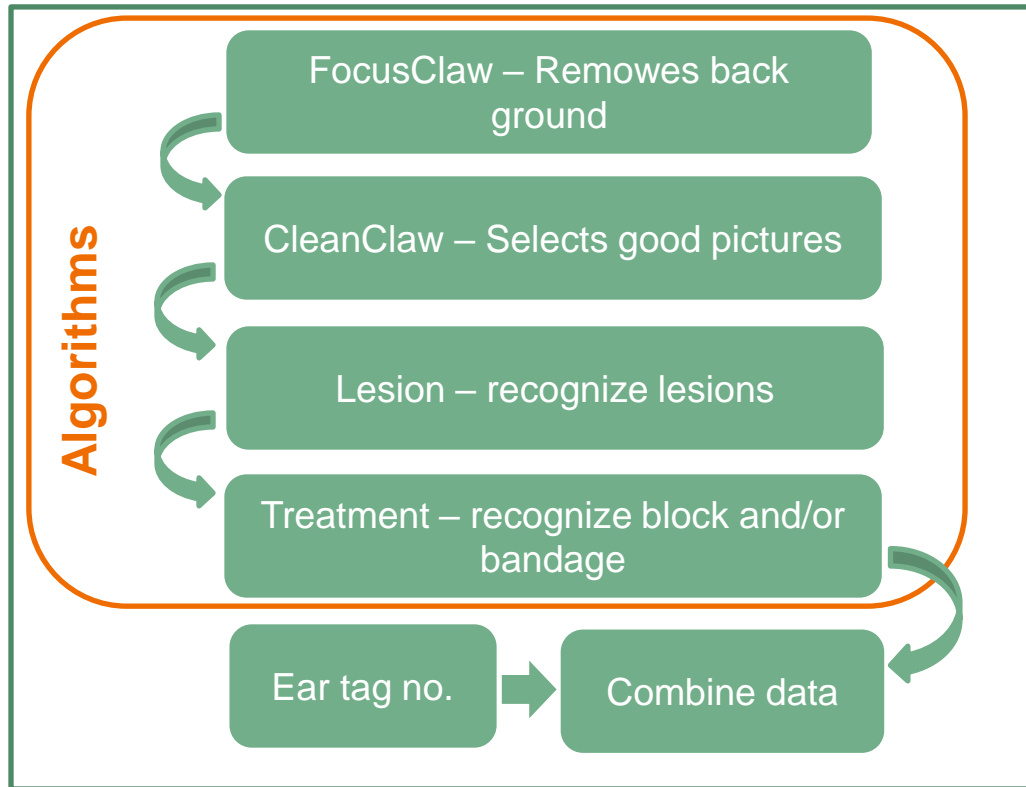 Algorithms
FocusClaw – Remowes back
ground
CleanClaw – Selects good pictures
Lesion – recognize lesions
Treatment – recognize block and/or
bandage
Ear tag no.
Combine data